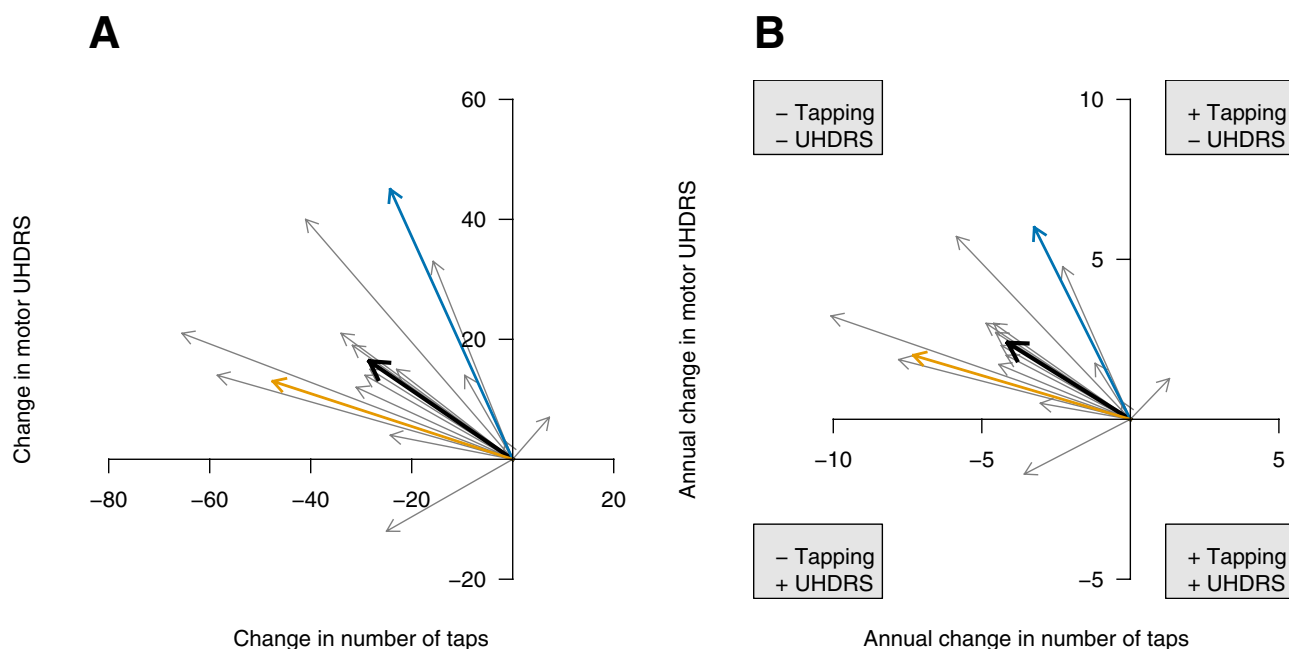 A
60
40
20
−20
−80
−60
−40
−20
20
Change in motor UHDRS
Change in number of taps
B
− Tapping
− UHDRS
+ Tapping
− UHDRS
10
5
−5
−10
−5
5
− Tapping
+ UHDRS
+ Tapping
+ UHDRS
Annual change in motor UHDRS
Annual change in number of taps